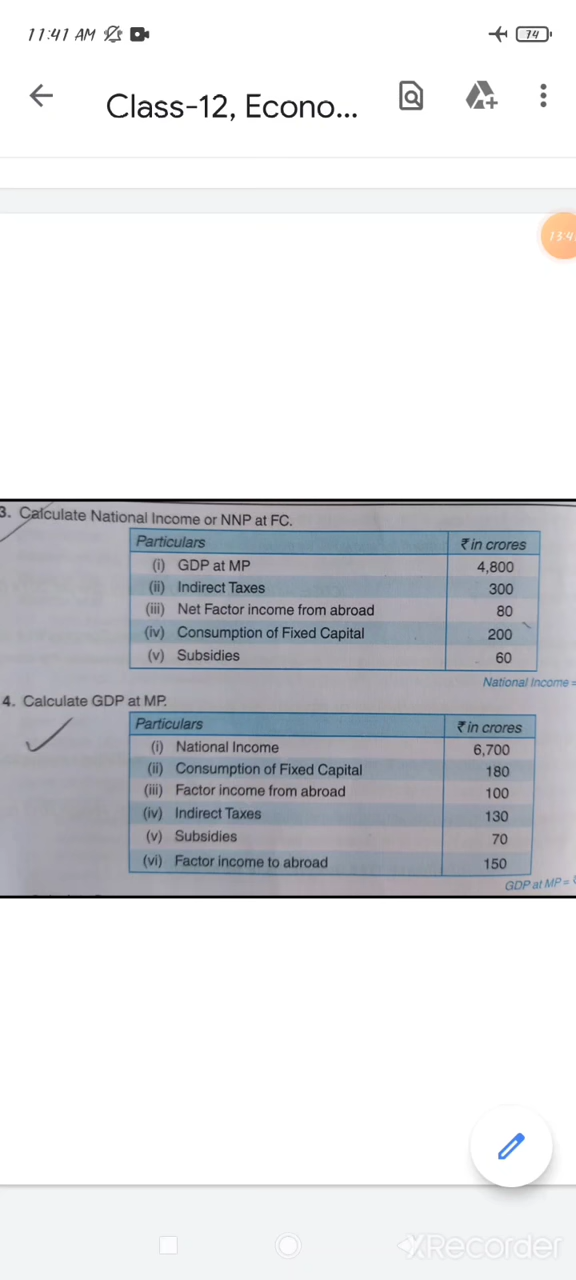 11:41 AM
74
Class-12, Econo...
13:4
3. Calculate National Income or NNP at FC.
Particulars ₹ in crores
(i) GDP at MP 4,800
(ii) Indirect Taxes 300
(iii) Net Factor income from abroad 80
(iv) Consumption of Fixed Capital 200
(v) Subsidies 60
National Income =
4. Calculate GDP at MP.
Particulars ₹ in crores
(i) National Income 6,700
(ii) Consumption of Fixed Capital 180
(iii) Factor income from abroad 100
(iv) Indirect Taxes 130
(v) Subsidies 70
(vi) Factor income to abroad 150
GDP at MP =
XRecorder